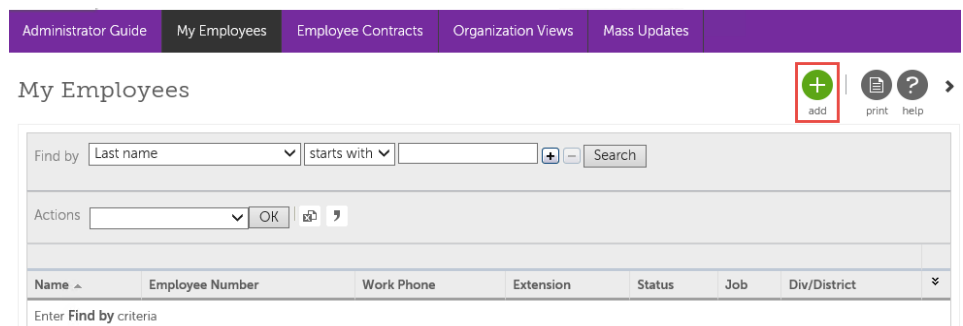 Administrator Guide My Employees Employee Contracts Organization Views Mass Updates
My Employees
add print help
Find by Last name starts with Search
Actions OK
Name Employee Number Work Phone Extension Status Job Div/District
Enter Find by criteria